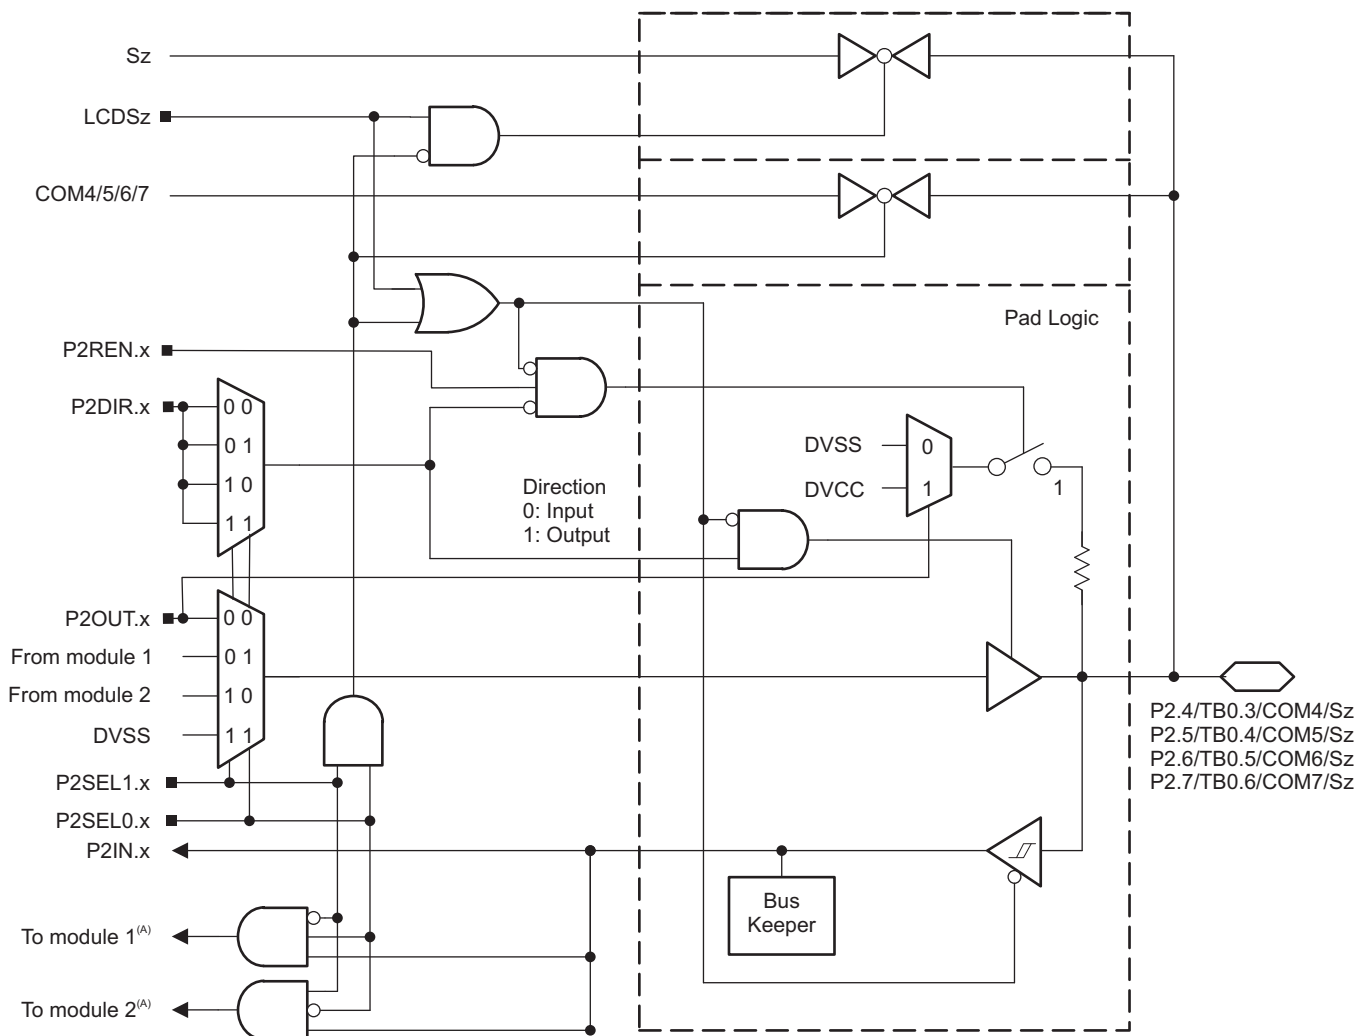 Sz
LCDSz
COM4/5/6/7
Pad Logic
P2REN.x
P2DIR.x
0 0
0 1
1 0
1 1
Direction
0: Input
1: Output
DVSS
DVCC
0
1
1
P2OUT.x
From module 1
From module 2
DVSS
0 0
0 1
1 0
1 1
P2SEL1.x
P2SEL0.x
P2IN.x
P2.4/TB0.3/COM4/Sz
P2.5/TB0.4/COM5/Sz
P2.6/TB0.5/COM6/Sz
P2.7/TB0.6/COM7/Sz
Bus
Keeper
To module 1(A)
To module 2(A)